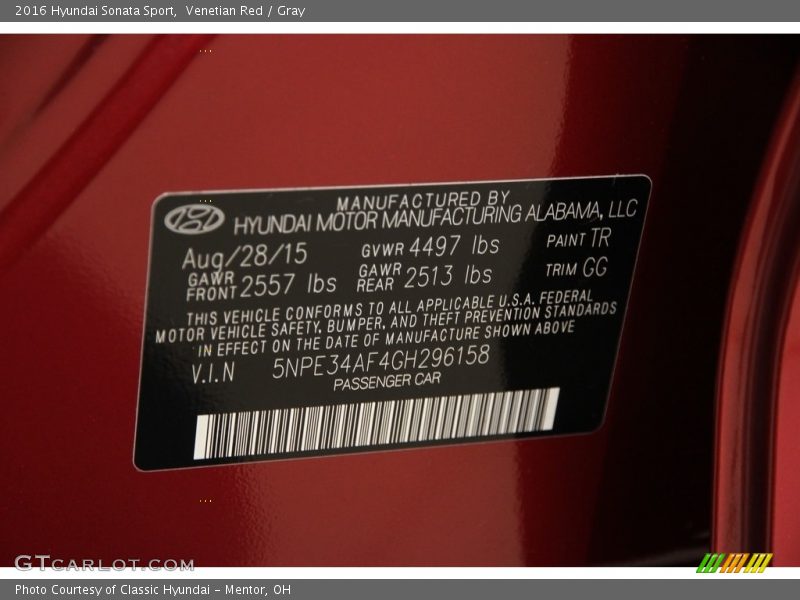 2016 Hyundai Sonata Sport,  Venetian Red / Gray
MANUFACTURED BY
HYUNDAI MOTOR MANUFACTURING ALABAMA, LLC
Aug/28/15 GVWR 4497 lbs PAINT TR
GAWR FRONT 2557 lbs GAWR REAR 2513 lbs TRIM GG
THIS VEHICLE CONFORMS TO ALL APPLICABLE U.S.A. FEDERAL
MOTOR VEHICLE SAFETY, BUMPER, AND THEFT PREVENTION STANDARDS
IN EFFECT ON THE DATE OF MANUFACTURE SHOWN ABOVE
V.I.N 5NPE34AF4GH296158
PASSENGER CAR
GTCARLOT.COM
Photo Courtesy of Classic Hyundai - Mentor, OH